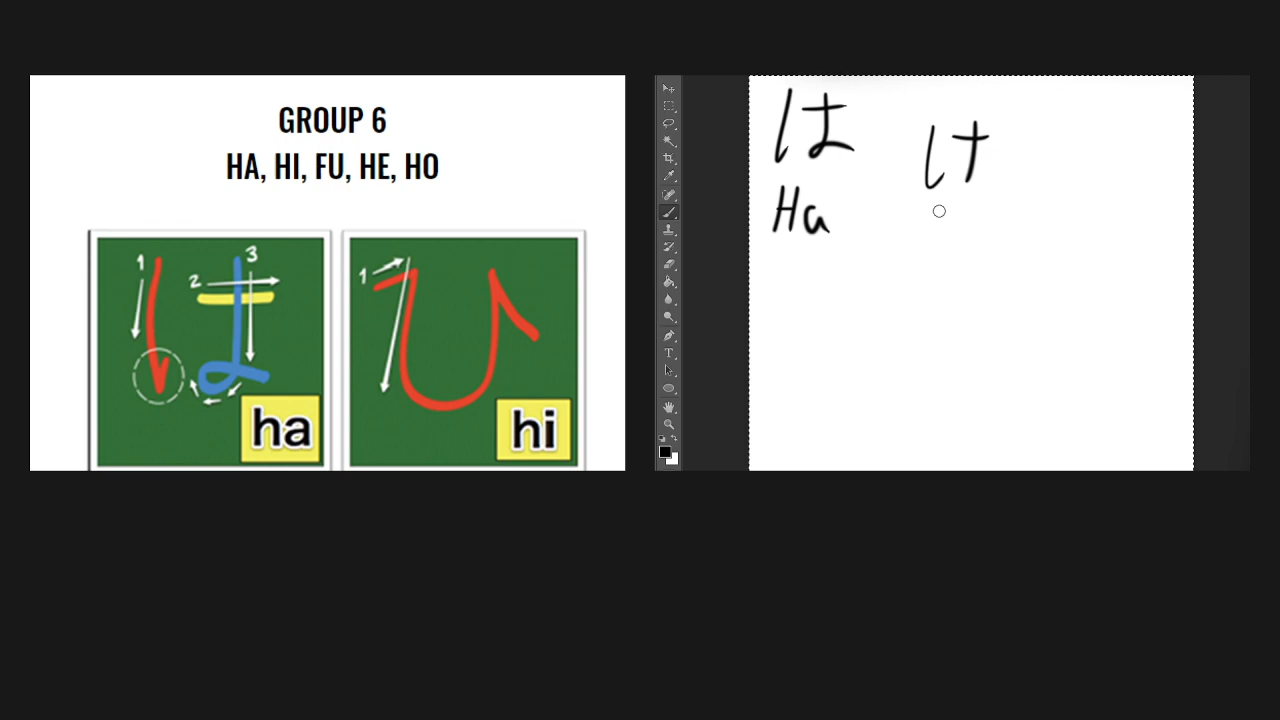 GROUP 6
HA, HI, FU, HE, HO
1 2 3
ha
1
hi
は け
Ha